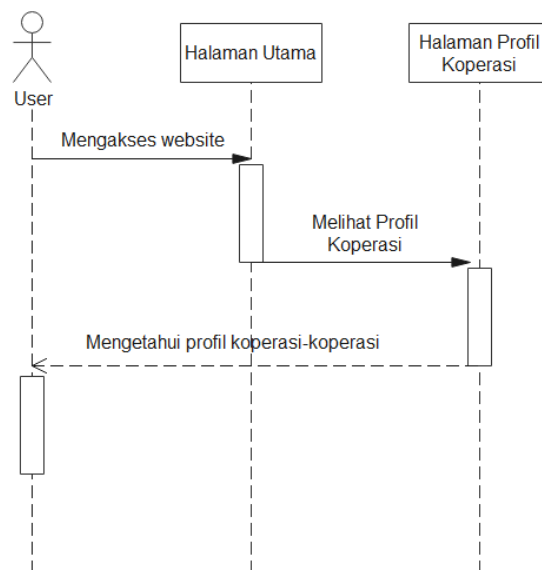 User
Halaman Utama
Halaman Profil
Koperasi
Mengakses website
Melihat Profil
Koperasi
Mengetahui profil koperasi-koperasi